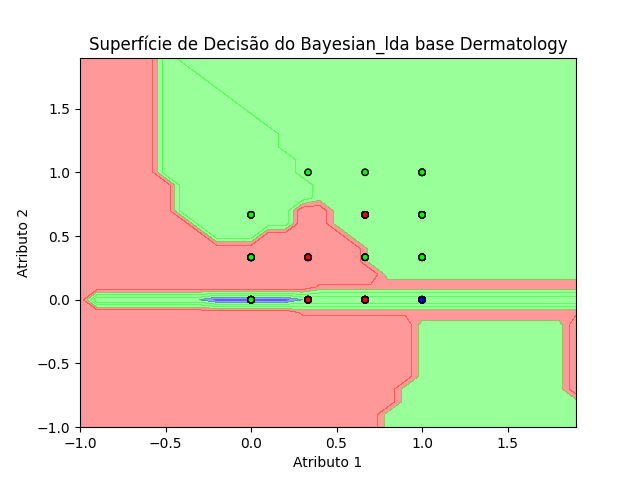 Superfície de Decisão do Bayesian_lda base Dermatology
Atributo 2
1.5
1.0
0.5
0.0
−0.5
−1.0
−1.0 −0.5 0.0 0.5 1.0 1.5
Atributo 1